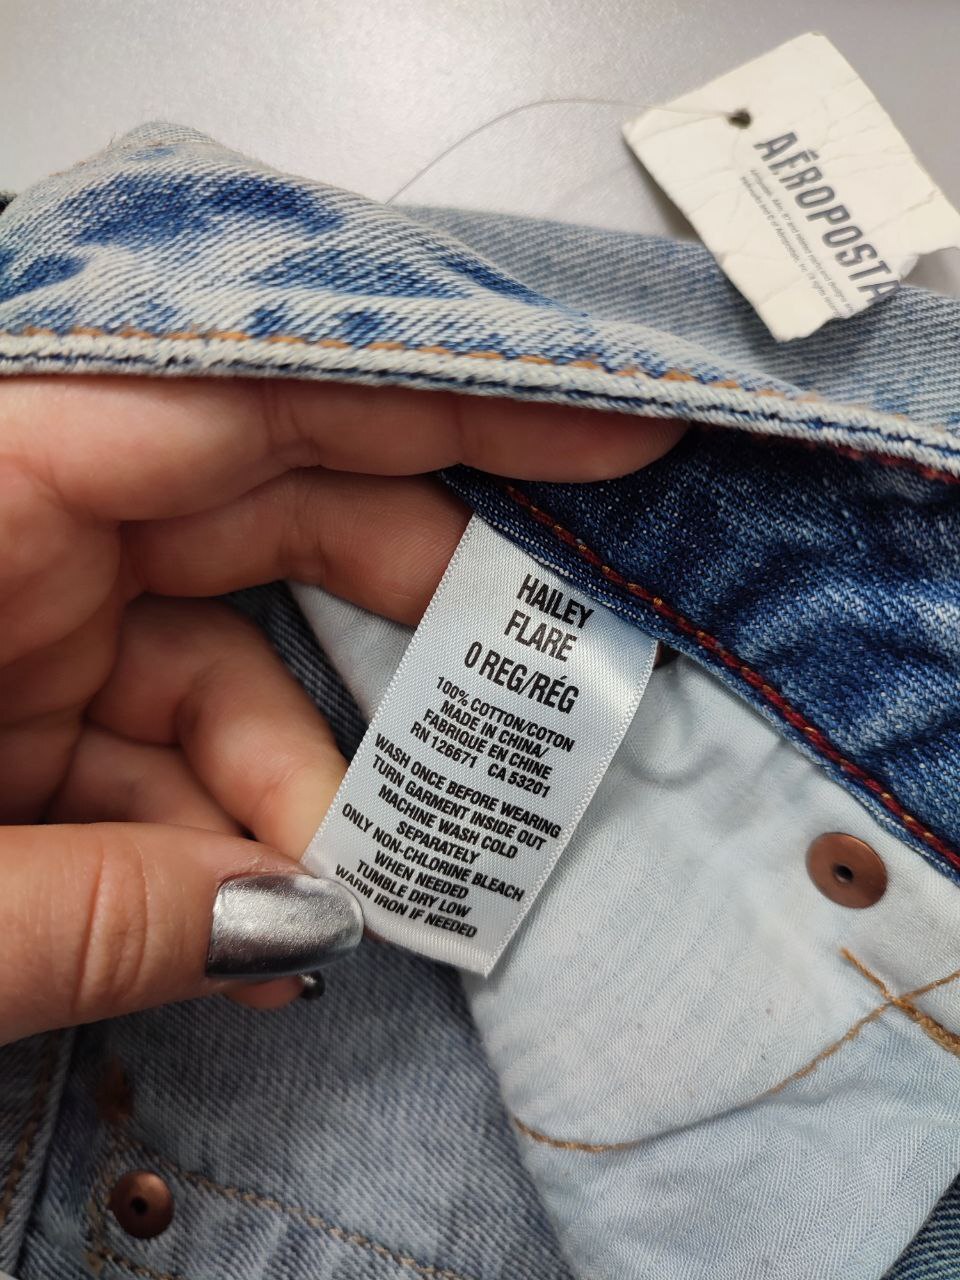 AÉROPOSTA
HAILEY
FLARE
0 REG/RÉG
100% COTTON/COTON
MADE IN CHINA/
FABRIQUE EN CHINE
RN 126671 CA 53201
WASH ONCE BEFORE WEARING
TURN GARMENT INSIDE OUT
MACHINE WASH COLD
SEPARATELY
ONLY NON-CHLORINE BLEACH
WHEN NEEDED
TUMBLE DRY LOW
WARM IRON IF NEEDED